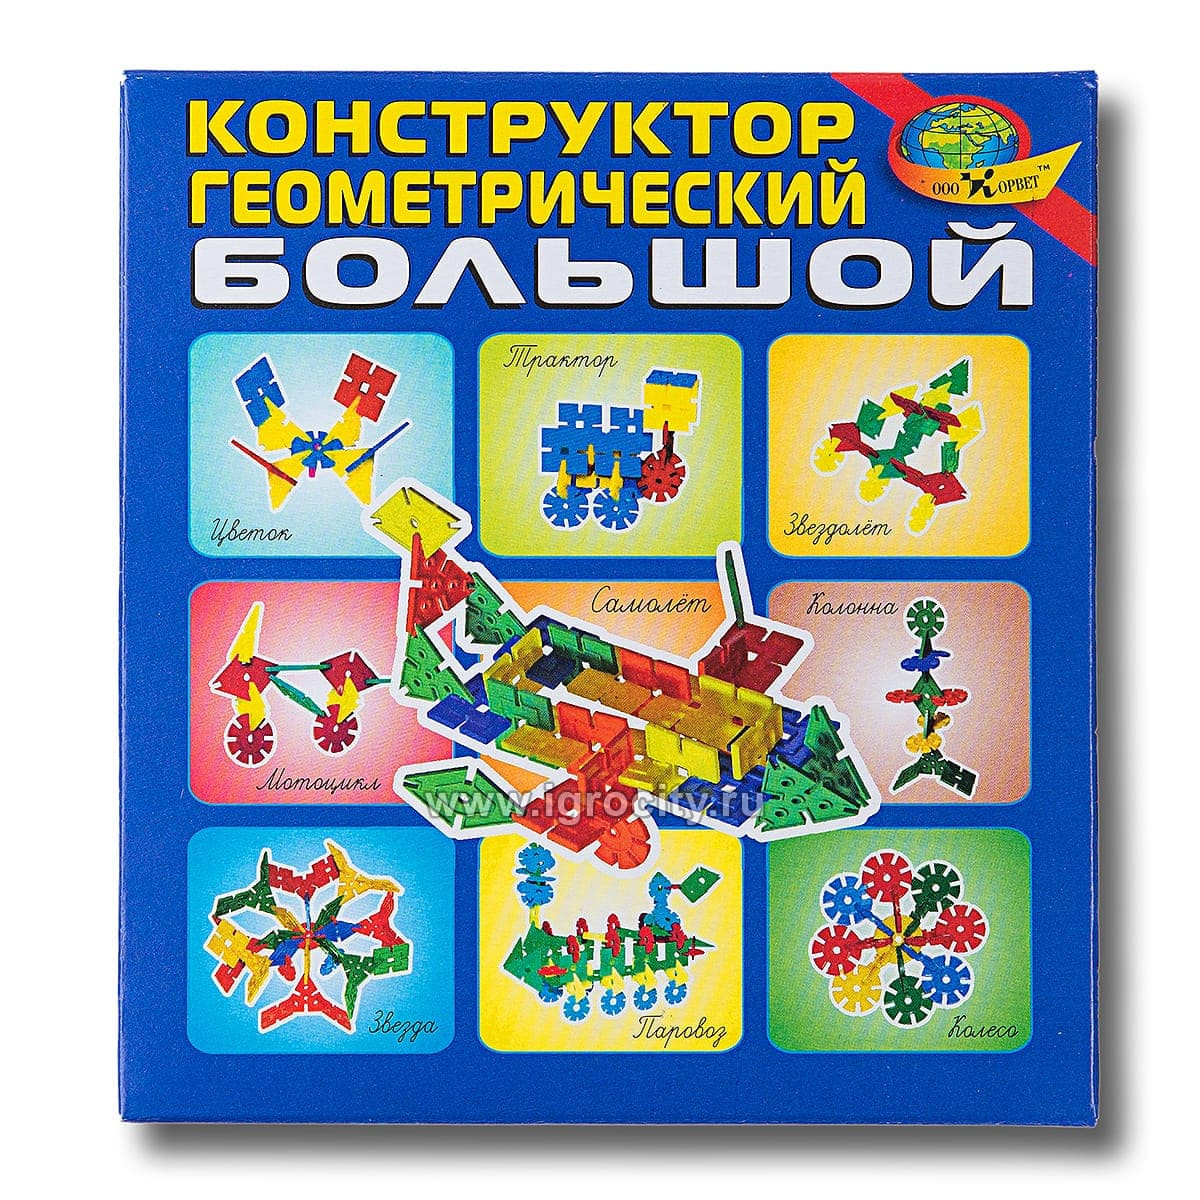 КОНСТРУКТОР
ГЕОМЕТРИЧЕСКИЙ
БОЛЬШОЙ
ООО КОРВЕТ™
Цветок
Трактор
Звездолёт
Мотоцикл
Самолёт
Колонна
www.igrocity.ru
Звезда
Паровоз
Колесо